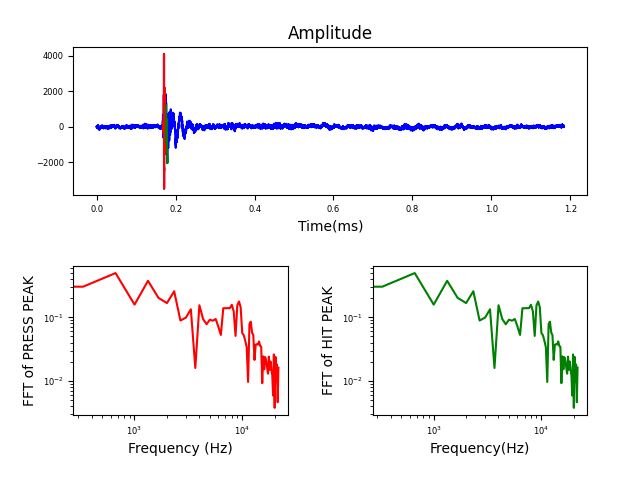 Amplitude
4000
2000
0
−2000
0.0 0.2 0.4 0.6 0.8 1.0 1.2
Time(ms)
FFT of PRESS PEAK
10⁻¹
10⁻²
10³ 10⁴
Frequency (Hz)
FFT of HIT PEAK
10⁻¹
10⁻²
10³ 10⁴
Frequency(Hz)